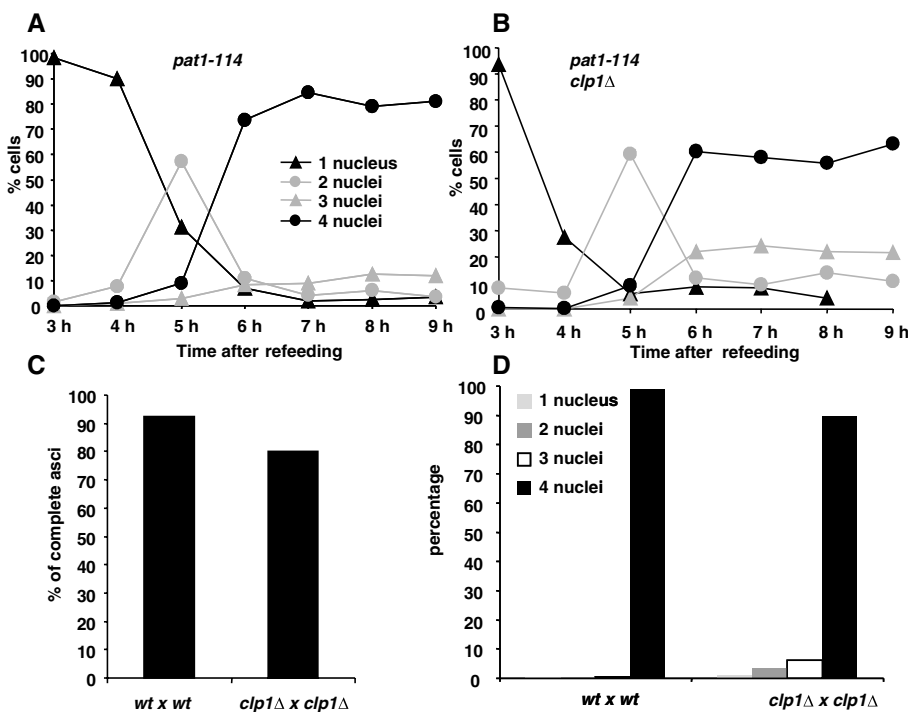 A
pat1-114
100
90
80
70
60
50
40
30
20
10
0
% cells
1 nucleus
2 nuclei
3 nuclei
4 nuclei
3 h 4 h 5 h 6 h 7 h 8 h 9 h
Time after refeeding
B
pat1-114
clp1Δ
100
90
80
70
60
50
40
30
20
10
0
% cells
3 h 4 h 5 h 6 h 7 h 8 h 9 h
Time after refeeding
C
100
90
80
70
60
50
40
30
20
10
0
% of complete asci
wt x wt clp1Δ x clp1Δ
D
100
90
80
70
60
50
40
30
20
10
0
percentage
1 nucleus
2 nuclei
3 nuclei
4 nuclei
wt x wt clp1Δ x clp1Δ